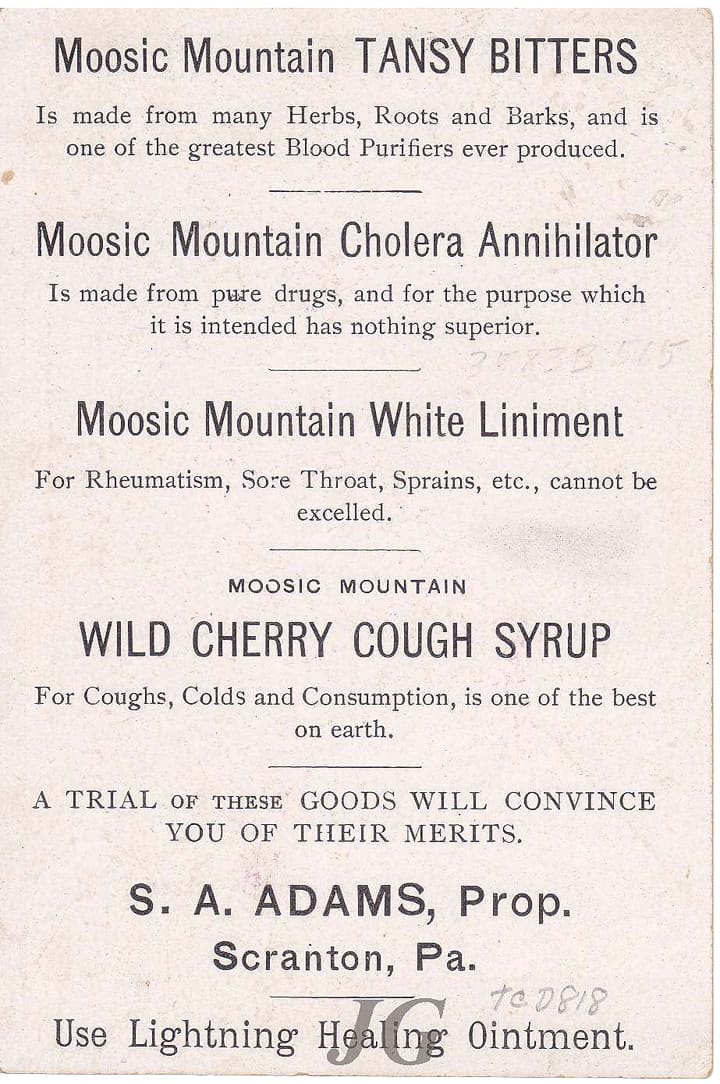 Moosic Mountain TANSY BITTERS
Is made from many Herbs, Roots and Barks, and is
one of the greatest Blood Purifiers ever produced.
Moosic Mountain Cholera Annihilator
Is made from pure drugs, and for the purpose which
it is intended has nothing superior.
Moosic Mountain White Liniment
For Rheumatism, Sore Throat, Sprains, etc., cannot be
excelled.
MOOSIC MOUNTAIN
WILD CHERRY COUGH SYRUP
For Coughs, Colds and Consumption, is one of the best
on earth.
A TRIAL OF THESE GOODS WILL CONVINCE
YOU OF THEIR MERITS.
S. A. ADAMS, Prop.
Scranton, Pa.
TCD818
Use Lightning Healing Ointment.
JG